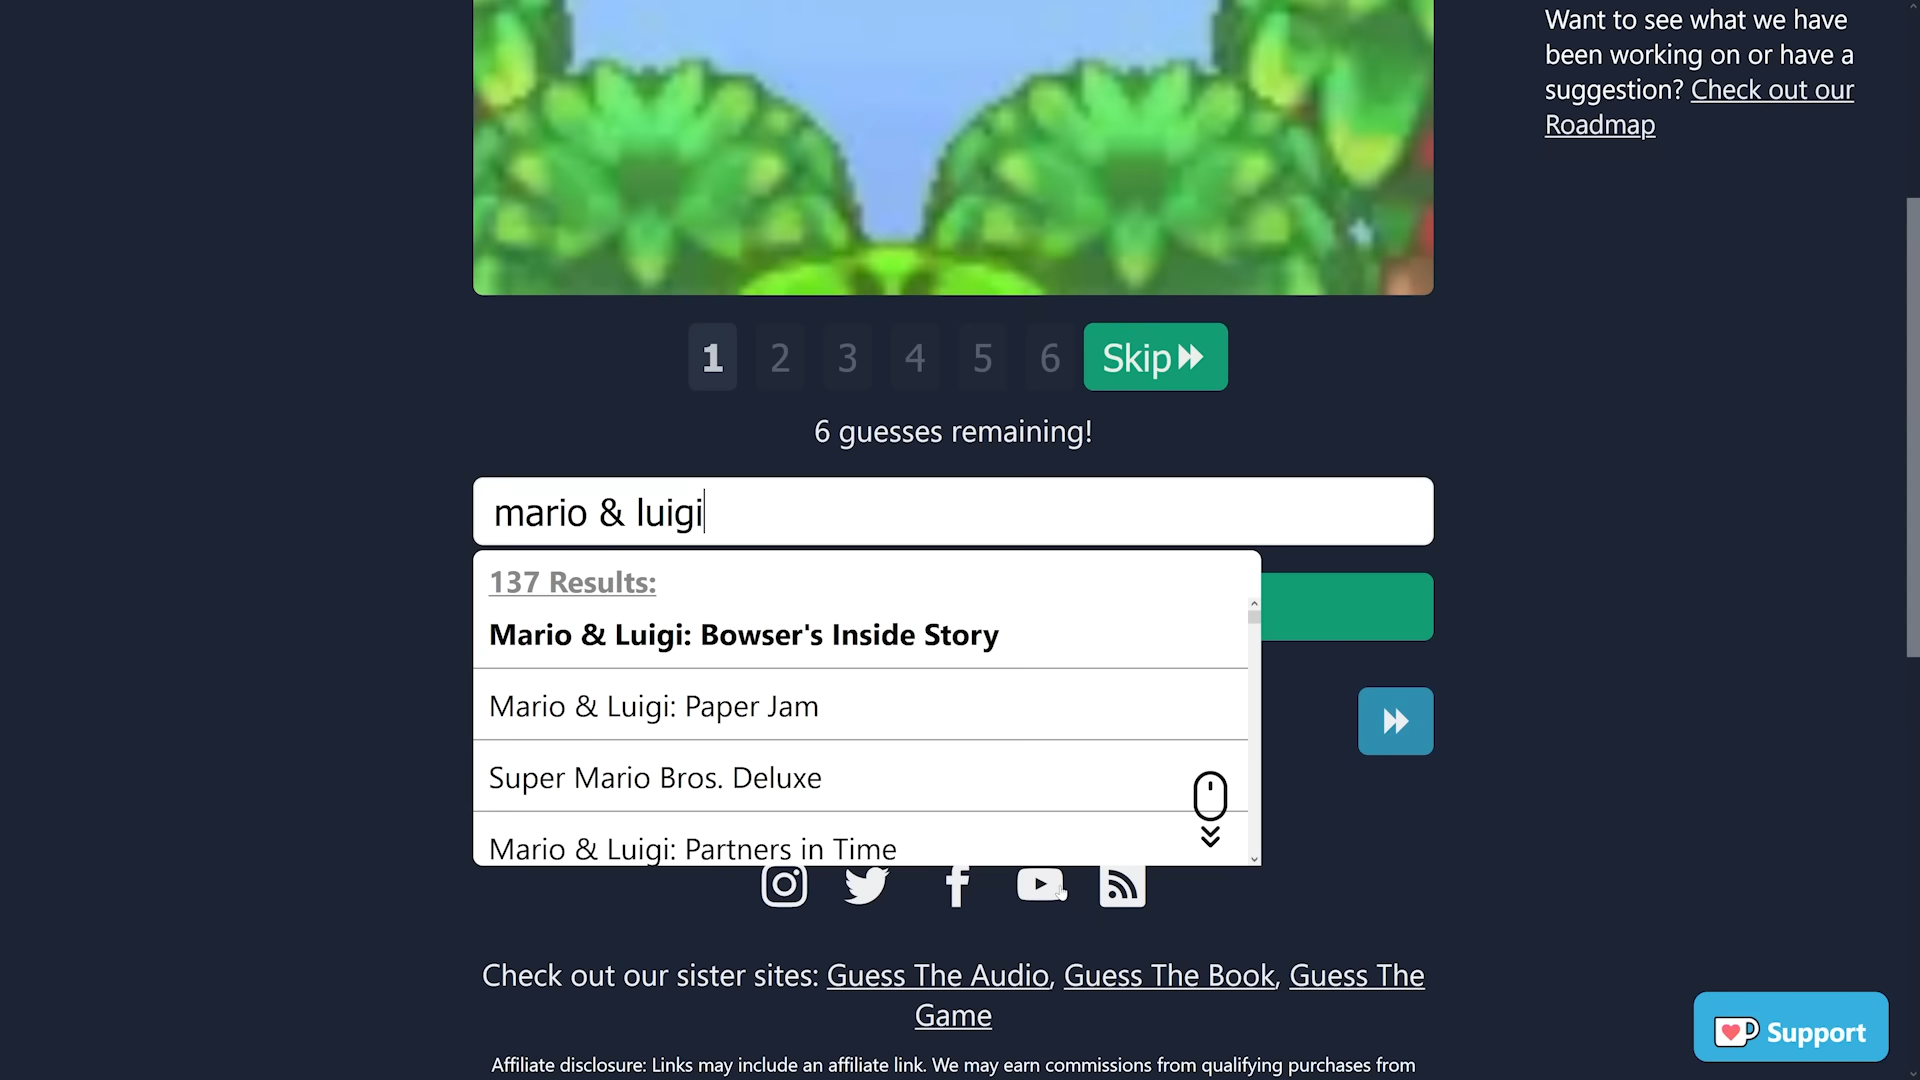 Want to see what we have
been working on or have a
suggestion? Check out our
Roadmap
1 2 3 4 5 6 Skip
6 guesses remaining!
mario & luigi
137 Results:
Mario & Luigi: Bowser's Inside Story
Mario & Luigi: Paper Jam
Super Mario Bros. Deluxe
Mario & Luigi: Partners in Time
Check out our sister sites: Guess The Audio, Guess The Book, Guess The
Game
Support
Affiliate disclosure: Links may include an affiliate link. We may earn commissions from qualifying purchases from